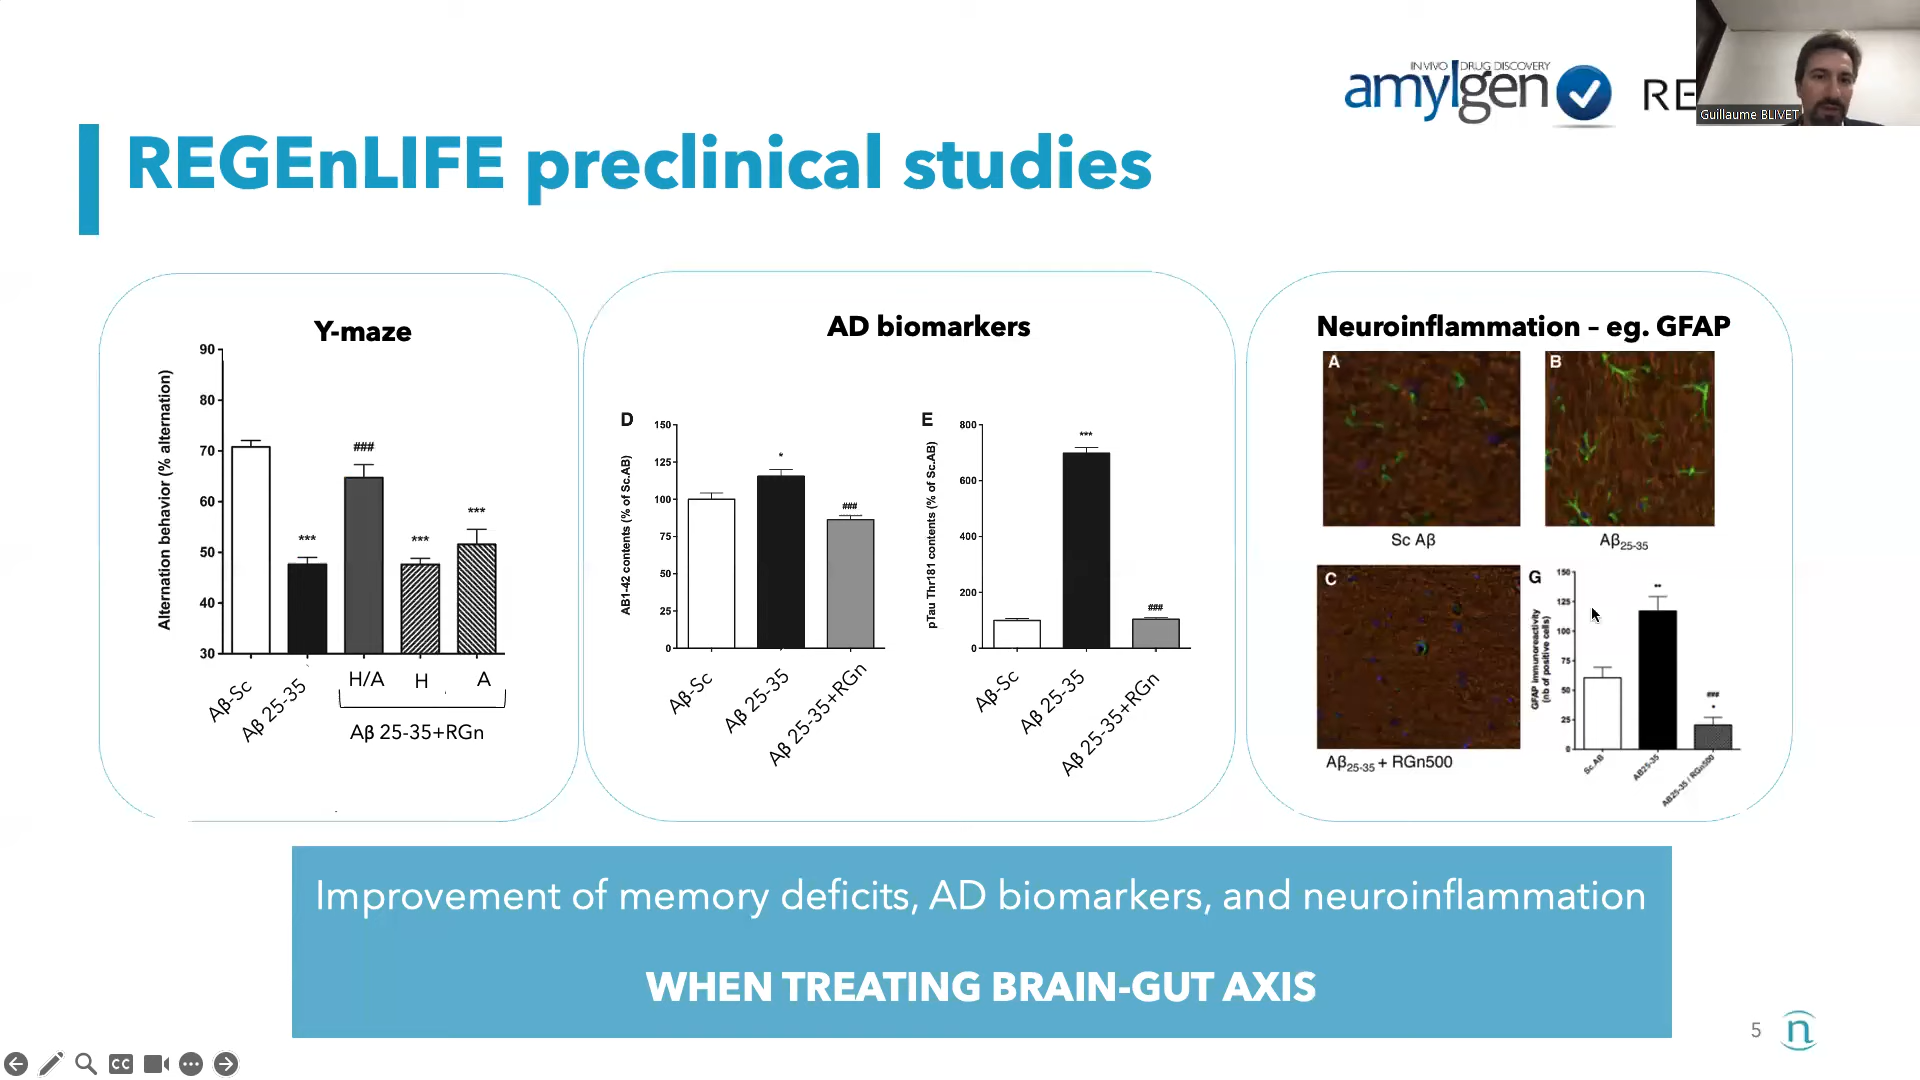 IN VIVO DRUG DISCOVERY
amylgen
RE
Guillaume BLIVET
REGEnLIFE preclinical studies
Y-maze
Alternation behavior (% alternation)
90
80
70
60
50
40
30
***
###
***
***
Aβ-Sc
Aβ 25-35
H/A
H
A
Aβ 25-35+RGn
AD biomarkers
D
AB1-42 contents (% of Sc.AB)
150
125
100
75
50
25
0
*
###
Aβ-Sc
Aβ 25-35
Aβ 25-35+RGn
E
pTau Thr181 contents (% of Sc.AB)
800
600
400
200
0
***
###
Aβ-Sc
Aβ 25-35
Aβ 25-35+RGn
Neuroinflammation – eg. GFAP
A
Sc Aβ
B
Aβ25-35
C
Aβ25-35 + RGn500
G
GFAP immunoreactivity
(nb of positive cells)
150
125
100
75
50
25
0
**
###
*
Sc.AB
AB25-35
AB25-35 / RGn500
Improvement of memory deficits, AD biomarkers, and neuroinflammation
WHEN TREATING BRAIN-GUT AXIS
5
n
CC